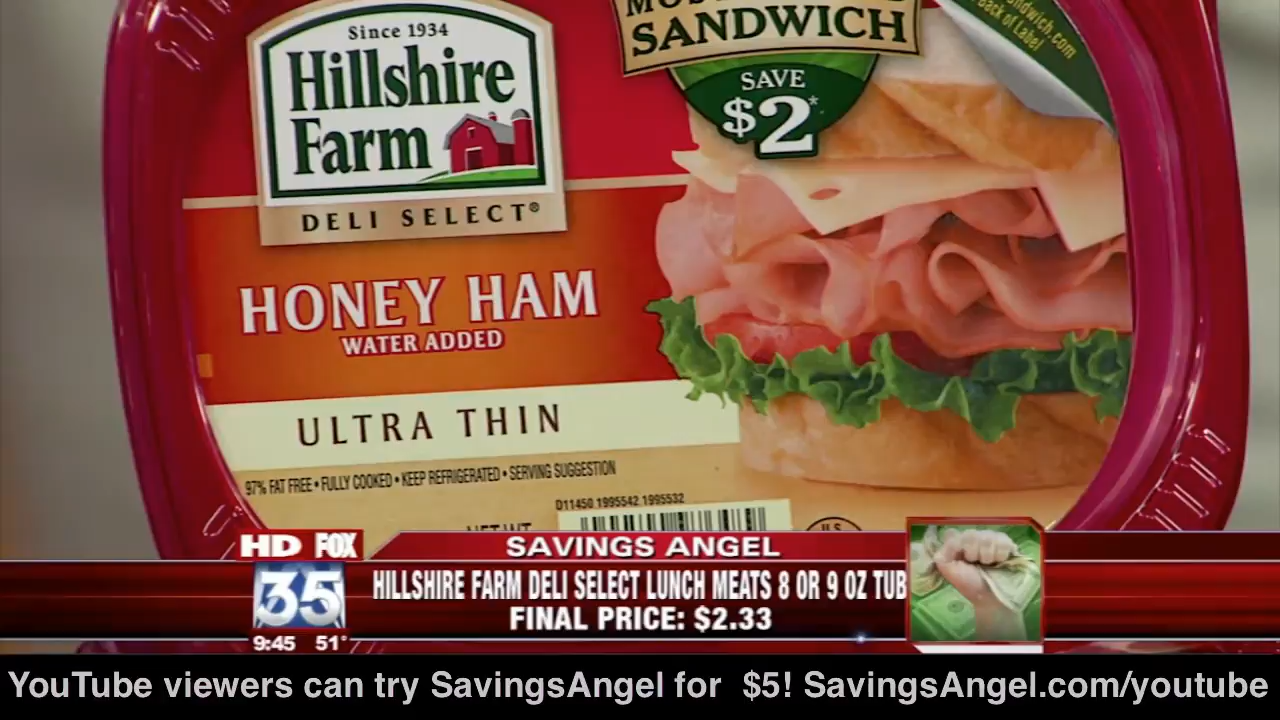 Since 1934
Hillshire
Farm
DELI SELECT®
SANDWICH
SAVE
$2*
Back of Label
HONEY HAM
WATER ADDED
ULTRA THIN
97% FAT FREE • FULLY COOKED • KEEP REFRIGERATED • SERVING SUGGESTION
D11450 1995542 1995532
U.S.
HD FOX
35
9:45 51°
SAVINGS ANGEL
HILLSHIRE FARM DELI SELECT LUNCH MEATS 8 OR 9 OZ TUB
FINAL PRICE: $2.33
YouTube viewers can try SavingsAngel for $5! SavingsAngel.com/youtube